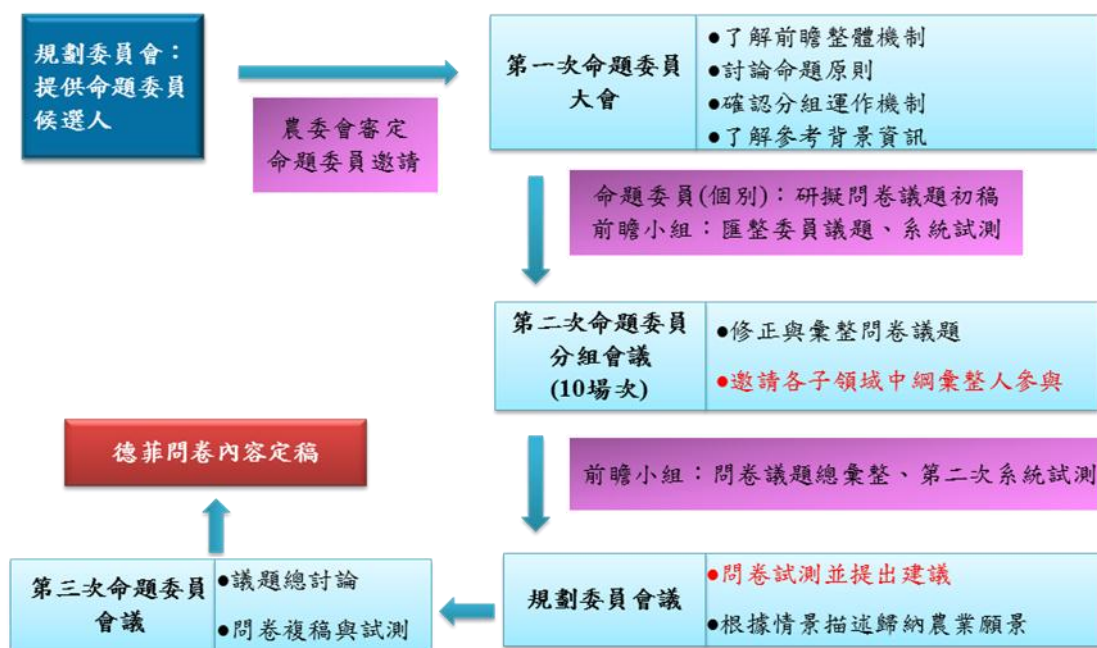 規劃委員會：
提供命題委員
候選人
農委會審定
命題委員邀請
第一次命題委員
大會
●了解前瞻整體機制
●討論命題原則
●確認分組運作機制
●了解參考背景資訊
命題委員(個別)：研擬問卷議題初稿
前瞻小組：匯整委員議題、系統試測
第二次命題委員
分組會議
(10場次)
●修正與彙整問卷議題
●邀請各子領域中綱彙整人參與
前瞻小組：問卷議題總彙整、第二次系統試測
規劃委員會議
●問卷試測並提出建議
●根據情景描述歸納農業願景
第三次命題委員
會議
●議題總討論
●問卷複稿與試測
德菲問卷內容定稿